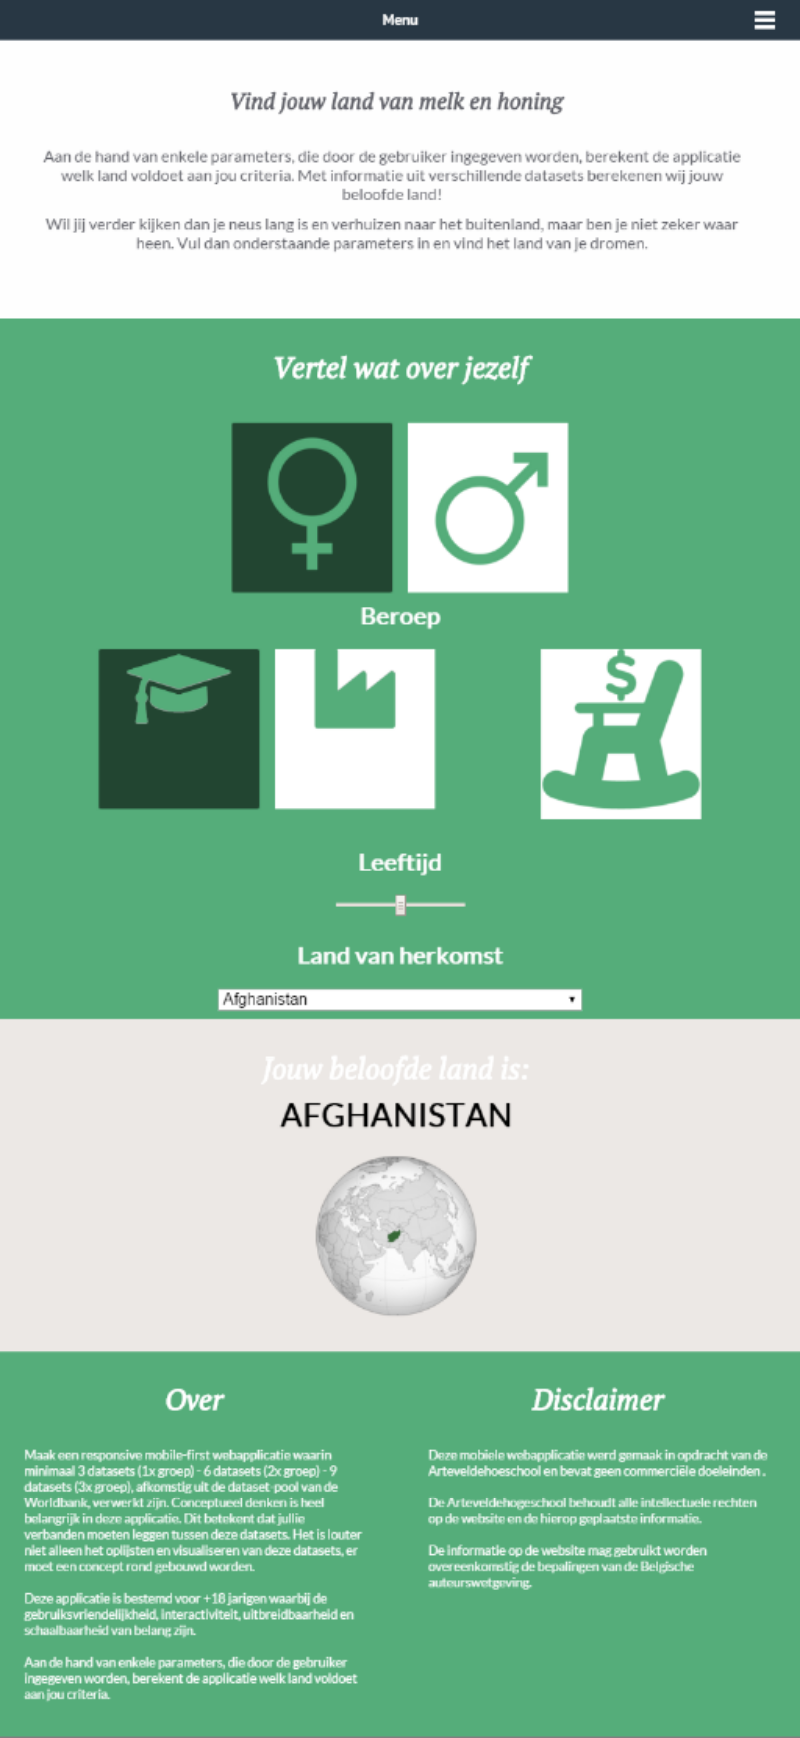 Menu
Vind jouw land van melk en honing
Aan de hand van enkele parameters, die door de gebruiker ingegeven worden, berekent de applicatie
welk land voldoet aan jou criteria. Met informatie uit verschillende datasets berekenen wij jouw
beloofde land!
Wil jij verder kijken dan je neus lang is en verhuizen naar het buitenland, maar ben je niet zeker waar
heen. Vul dan onderstaande parameters in en vind het land van je dromen.
Vertel wat over jezelf
Beroep
$
Leeftijd
Land van herkomst
Afghanistan
Jouw beloofde land is:
AFGHANISTAN
Over
Maak een responsive mobile-first webapplicatie waarin
minimaal 3 datasets (1x groep) - 6 datasets (2x groep) - 9
datasets (3x groep), afkomstig uit de dataset-pool van de
Worldbank, verwerkt zijn. Conceptueel denken is heel
belangrijk in deze applicatie. Dit betekent dat jullie
verbanden moeten leggen tussen deze datasets. Het is louter
niet alleen het oplijsten en visualiseren van deze datasets, er
moet een concept rond gebouwd worden.
Deze applicatie is bestemd voor +18 jarigen waarbij de
gebruiksvriendelijkheid, interactiviteit, uitbreidbaarheid en
schaalbaarheid van belang zijn.
Aan de hand van enkele parameters, die door de gebruiker
ingegeven worden, berekent de applicatie welk land voldoet
aan jou criteria.
Disclaimer
Deze mobiele webapplicatie werd gemaak in opdracht van de
Arteveldehoeschool en bevat geen commerciële doeleinden .
De Arteveldehogeschool behoudt alle intellectuele rechten
op de website en de hierop geplaatste informatie.
De informatie op de website mag gebruikt worden
overeenkomstig de bepalingen van de Belgische
auteurswetgeving.